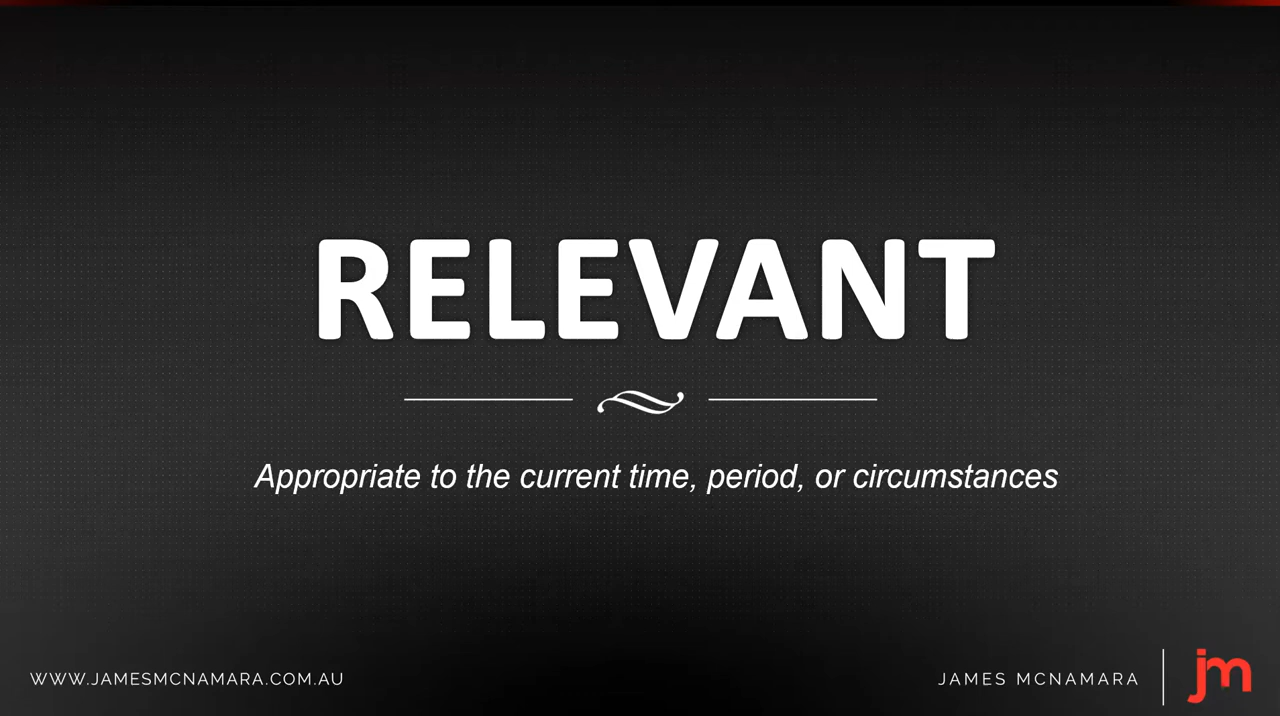 RELEVANT
Appropriate to the current time, period, or circumstances
WWW.JAMESMCNAMARA.COM.AU
JAMES MCNAMARA
jm